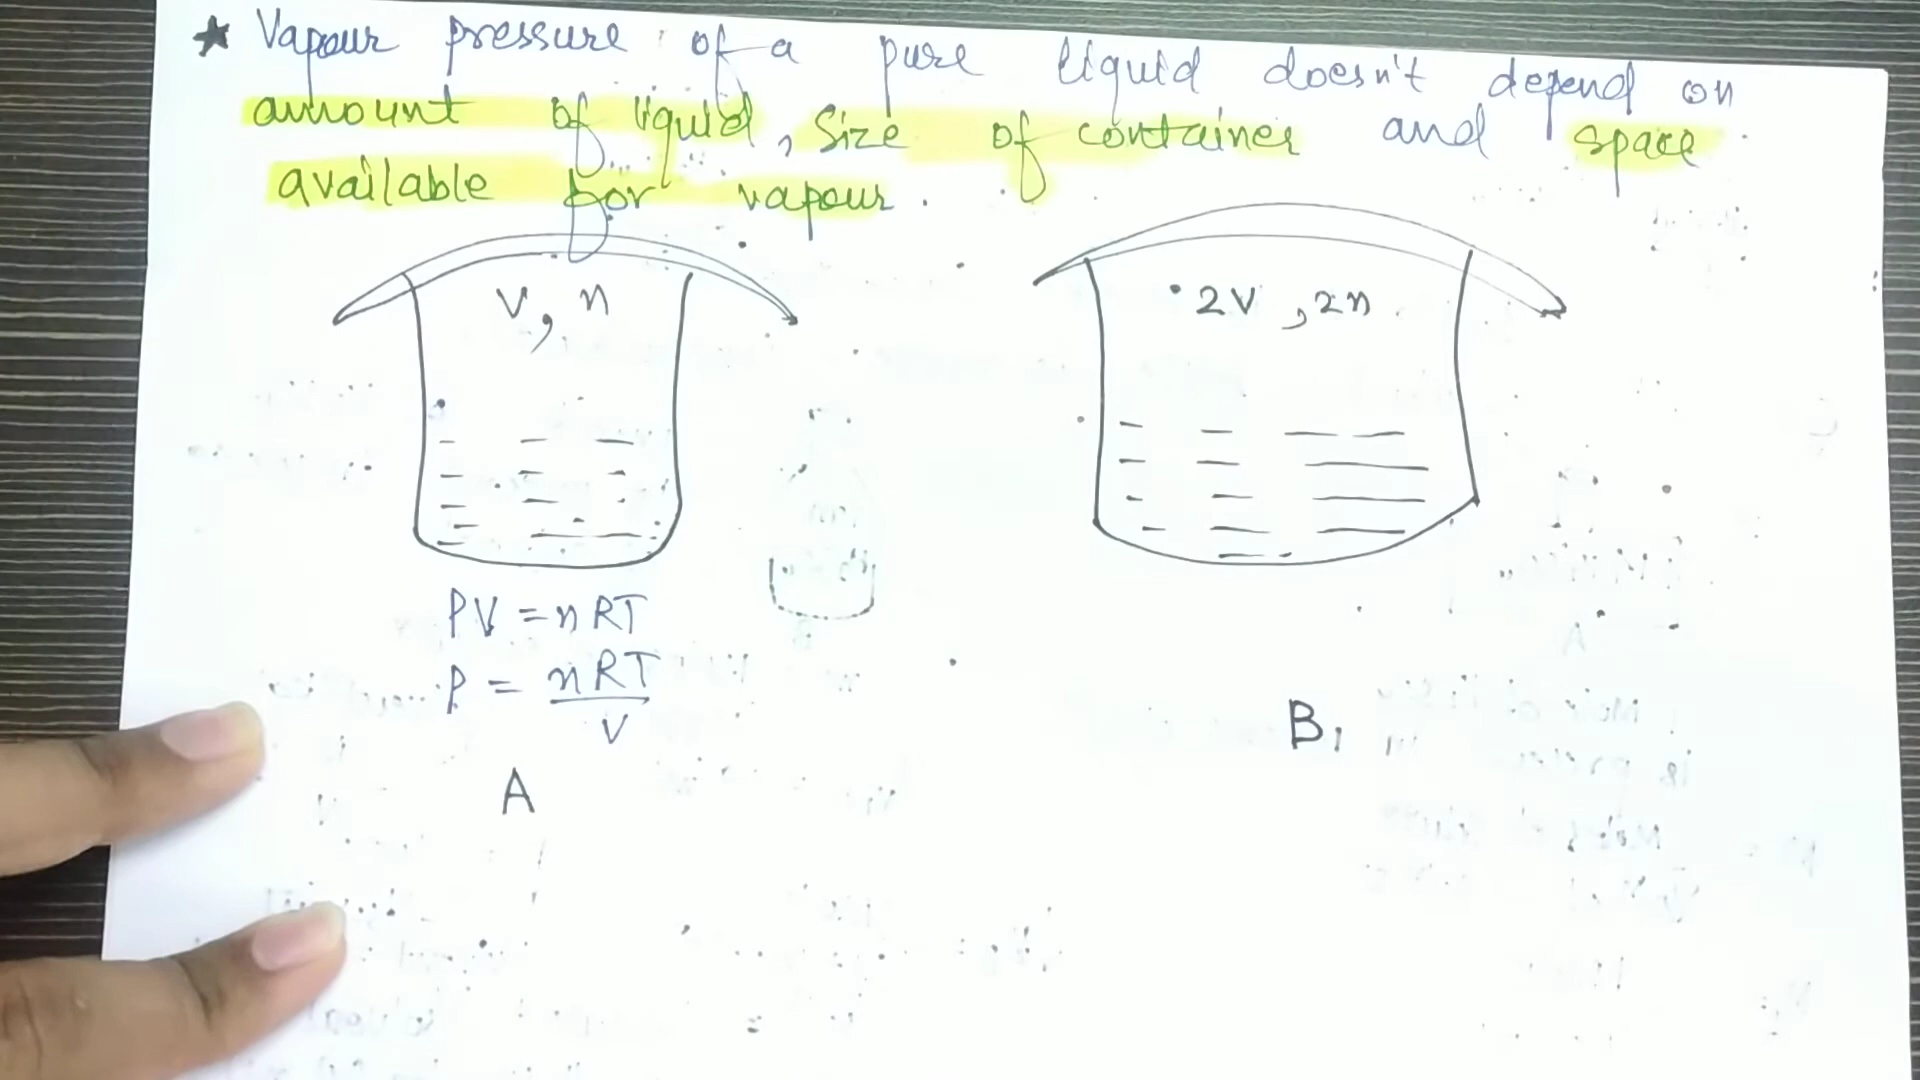 ★ Vapour pressure of a pure liquid doesn't depend on
amount of liquid, Size of container and space
available for vapour.
V, n
2V, 2n
PV = nRT
P = nRT
V
A
B,